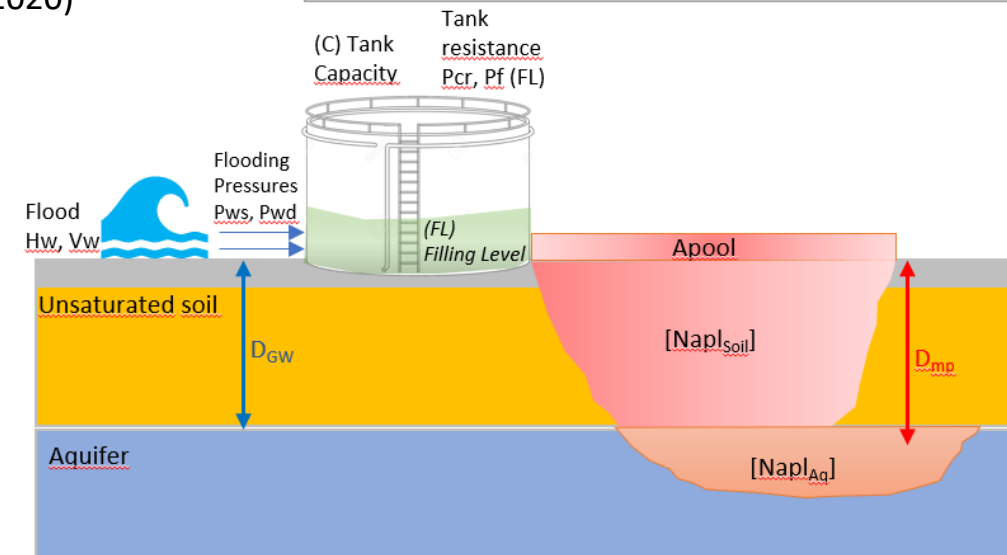 2020)
Tank
resistance
Pcr, Pf (FL)
(C) Tank
Capacity
Flooding
Pressures
Pws, Pwd
Flood
Hw, Vw
(FL)
Filling Level
Apool
Unsaturated soil
[NaplSoil]
DGW
Dmp
Aquifer
[NaplAq]